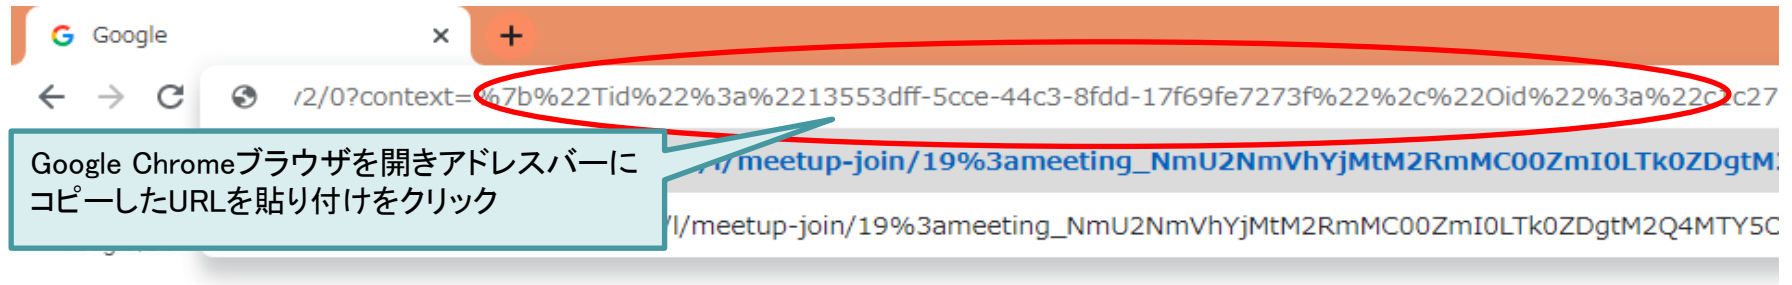 Google
/2/0?context=%7b%22Tid%22%3a%2213553dff-5cce-44c3-8fdd-17f69fe7273f%22%2c%22Oid%22%3a%22c2c27
Google Chromeブラウザを開きアドレスバーに
コピーしたURLを貼り付けをクリック
/l/meetup-join/19%3ameeting_NmU2NmVhYjMtM2RmMC00ZmI0LTk0ZDgtM
/l/meetup-join/19%3ameeting_NmU2NmVhYjMtM2RmMC00ZmI0LTk0ZDgtM2Q4MTY5